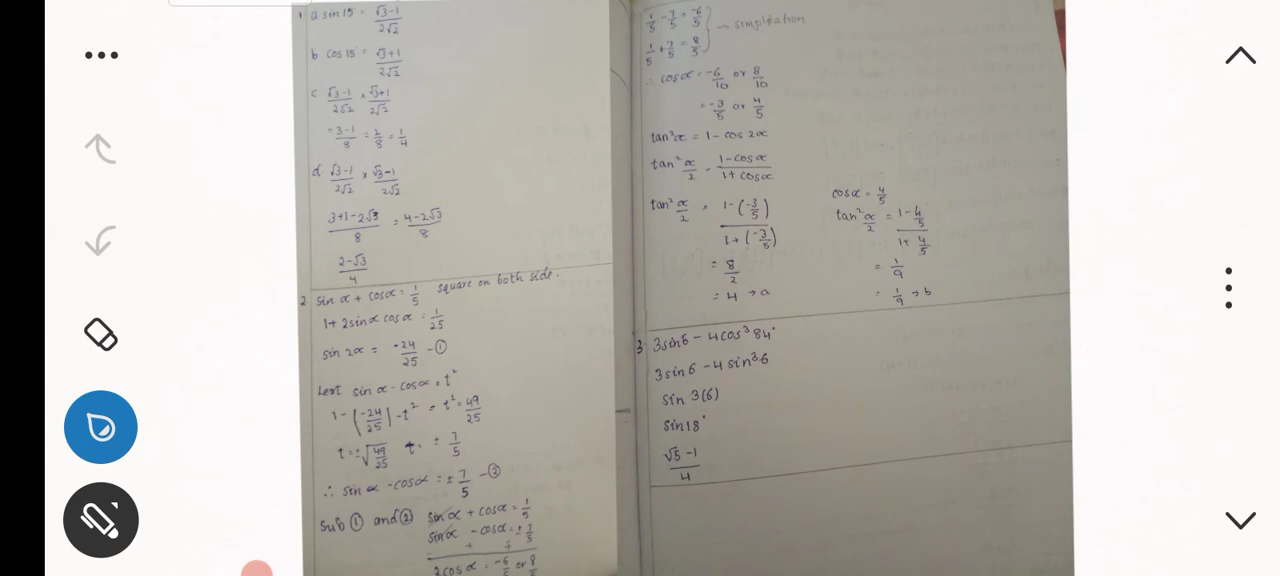 1. a sin 15° = √3-1/2√2
b cos 15° = √3+1/2√2
c √3-1/2√2 × √3+1/2√2
= 3-1/8 = 2/8 = 1/4
d. √3-1/2√2 × √3-1/2√2
3+1-2√3/8 = 4-2√3/8
2-√3/4
2. sin α + cos α = 1/5 square on both side.
1 + 2 sin α cos α = 1/25
sin 2α = -24/25 - ①
Lext sin α - cos α = t²
1 - (-24/25) - t² = t² = 49/25
t = ±√49/25 t = ± 7/5
∴ sin α - cos α = ± 7/5 - ②
Sub ① and ② sin α + cos α = 1/5
sin α - cos α = ± 7/5
- + ∓
2 cos α = -6/5 or 8/5
1/5 - 7/5 = -6/5
→ simplification
1/5 + 7/5 = 8/5
∴ cos α = -6/10 or 8/10
= -3/5 or 4/5
tan² α = 1 - cos 2α
tan² α/2 = 1 - cos α/1 + cos α
tan² α/2 = 1 - (-3/5)/1 + (-3/5)
= 8/2
= 4 → a
cos α = 4/5
tan² α/2 = 1 - 4/5/1 + 4/5
= 1/9
= 1/9 → b
3. 3 sin 6 - 4 cos³ 84°
3 sin 6 - 4 sin³ 6
sin 3(6)
sin 18°
√5 - 1/4